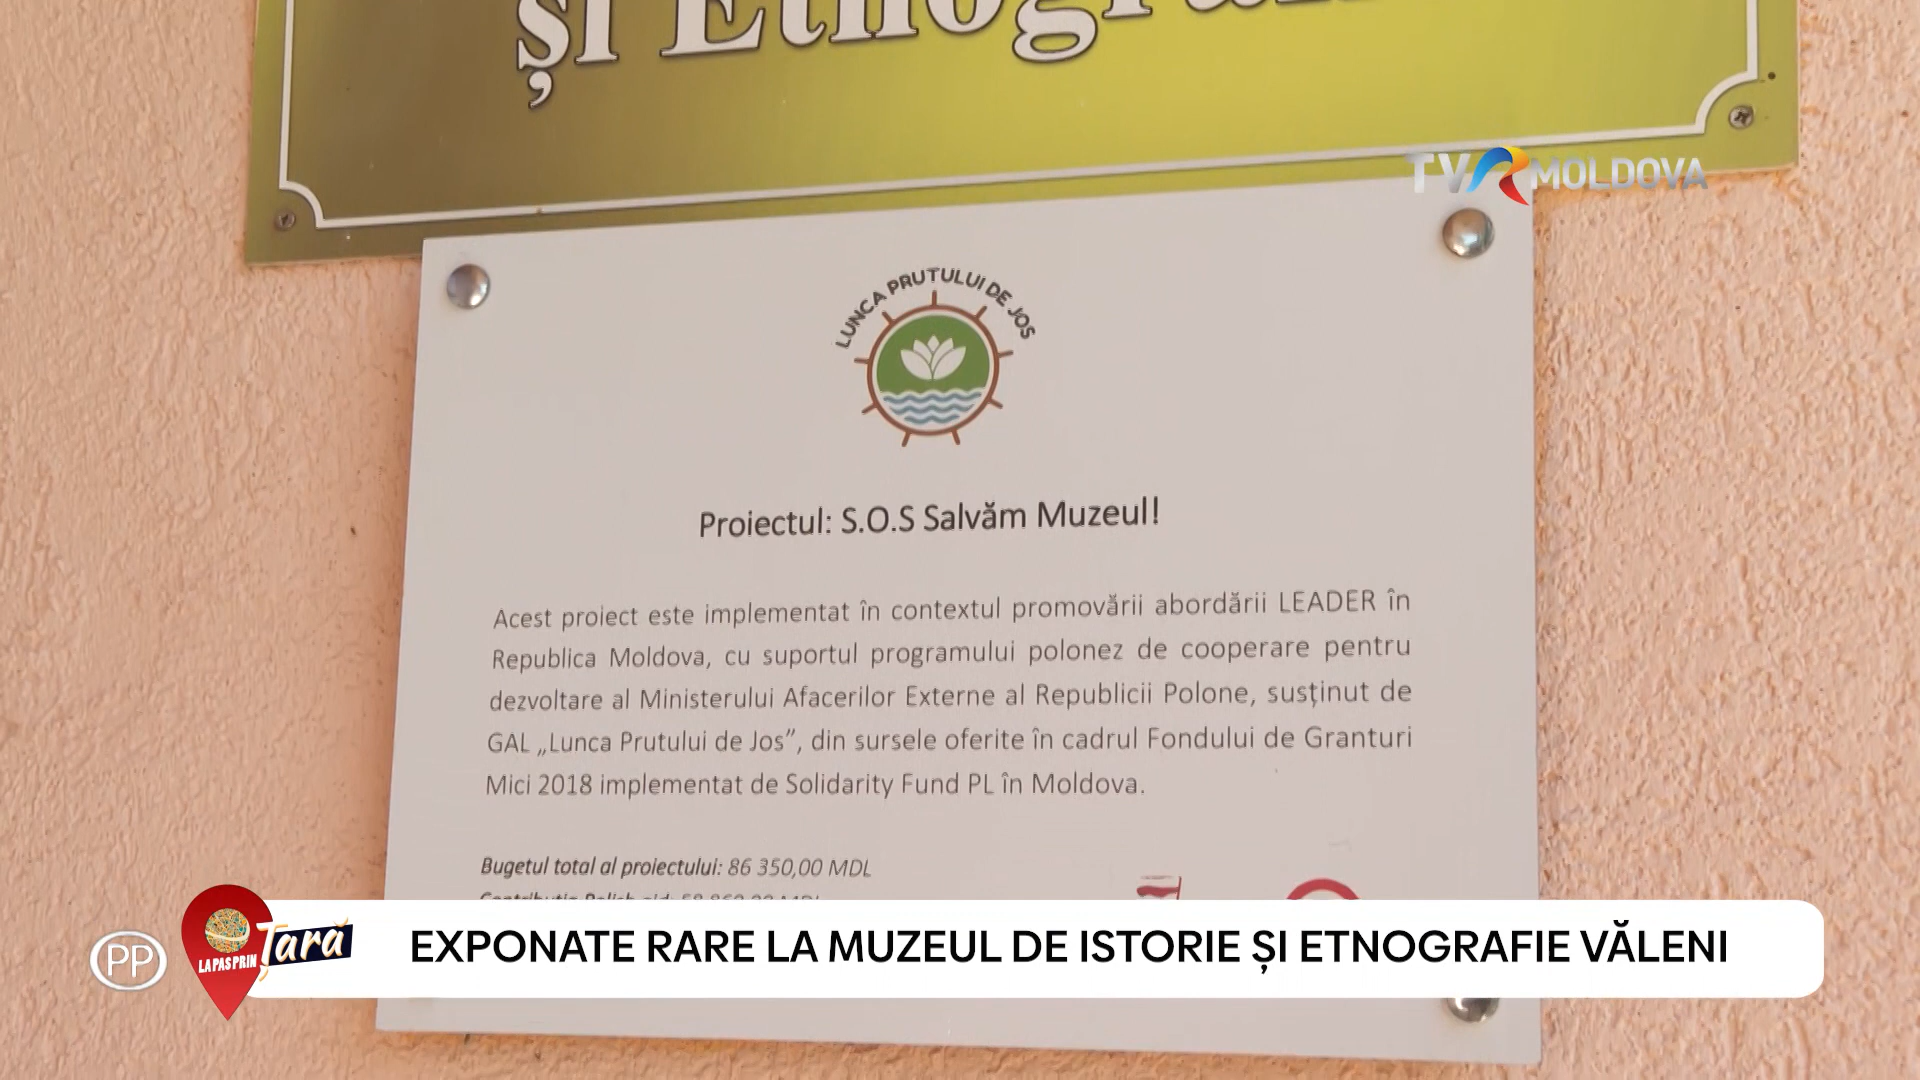 și
TVR MOLDOVA
LUNCA PRUTULUI DE JOS
Proiectul: S.O.S Salvăm Muzeul!
Acest proiect este implementat în contextul promovării abordării LEADER în
Republica Moldova, cu suportul programului polonez de cooperare pentru
dezvoltare al Ministerului Afacerilor Externe al Republicii Polone, susținut de
GAL „Lunca Prutului de Jos”, din sursele oferite în cadrul Fondului de Granturi
Mici 2018 implementat de Solidarity Fund PL în Moldova.
Bugetul total al proiectului: 86 350,00 MDL
PP
LA PAS PRIN Țară
EXPONATE RARE LA MUZEUL DE ISTORIE ȘI ETNOGRAFIE VĂLENI